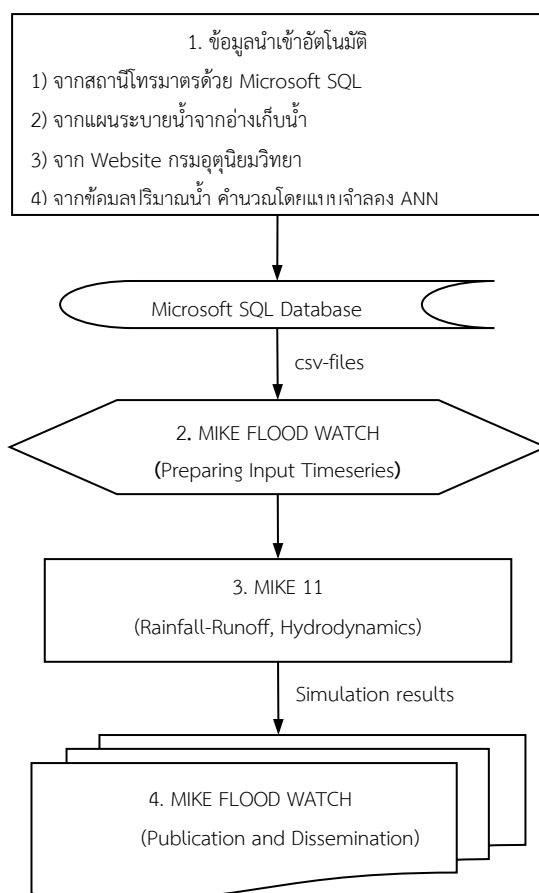 1. ข้อมูลนำเข้าอัตโนมัติ
1) จากสถานีโทรมาตรด้วย Microsoft SQL
2) จากแผนระบายน้ำจากอ่างเก็บน้ำ
3) จาก Website กรมอุตุนิยมวิทยา
4) จากข้อมูลปริมาณน้ำ คำนวณโดยแบบจำลอง ANN
Microsoft SQL Database
csv-files
2. MIKE FLOOD WATCH
(Preparing Input Timeseries)
3. MIKE 11
(Rainfall-Runoff, Hydrodynamics)
Simulation results
4. MIKE FLOOD WATCH
(Publication and Dissemination)